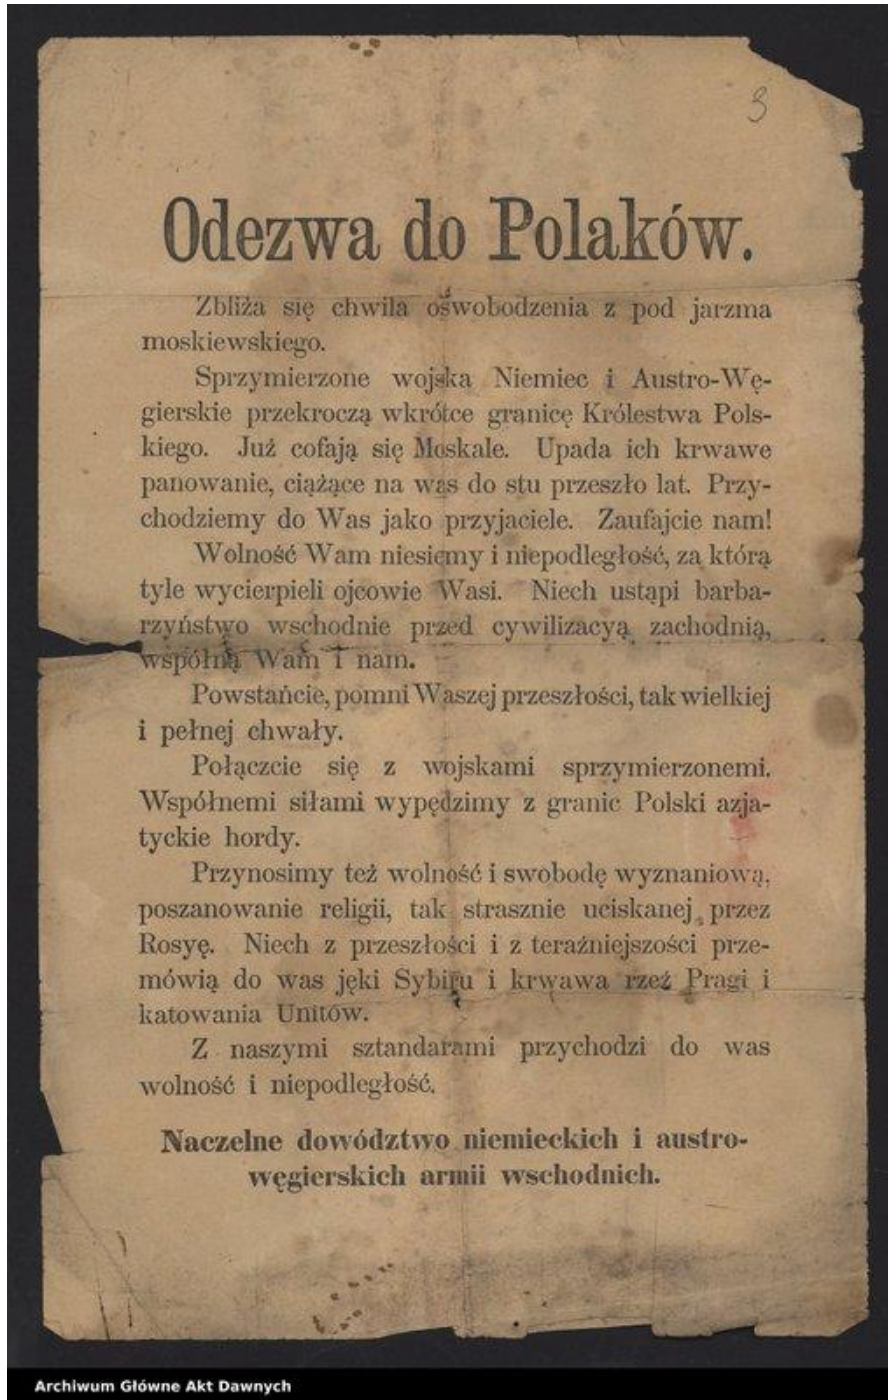 3
Odezwa do Polaków.
Zbliża się chwila oswobodzenia z pod jarzma
moskiewskiego.
Sprzymierzone wojska Niemiec i Austro-Wę-
gierskie przekroczą wkrótce granicę Królestwa Pols-
kiego. Już cofają się Moskale. Upada ich krwawe
panowanie, ciążące na was do stu przeszło lat. Przy-
chodziemy do Was jako przyjaciele. Zaufajcie nam!
Wolność Wam niesiemy i niepodległość, za którą
tyle wycierpieli ojcowie Wasi. Niech ustąpi barba-
rzyństwo wschodnie przed cywilizacyą zachodnią,
wspólną Wam i nam.
Powstańcie, pomni Waszej przeszłości, tak wielkiej
i pełnej chwały.
Połączcie się z wojskami sprzymierzonemi.
Wspólnemi siłami wypędzimy z granic Polski azja-
tyckie hordy.
Przynosimy też wolność i swobodę wyznaniową,
poszanowanie religii, tak strasznie uciskanej przez
Rosyę. Niech z przeszłości i z teraźniejszości prze-
mówią do was jęki Sybiru i krwawa rzeź Pragi i
katowania Unitów.
Z naszymi sztandarami przychodzi do was
wolność i niepodległość.
Naczelne dowództwo niemieckich i austro-
węgierskich armii wschodnich.
Archiwum Główne Akt Dawnych